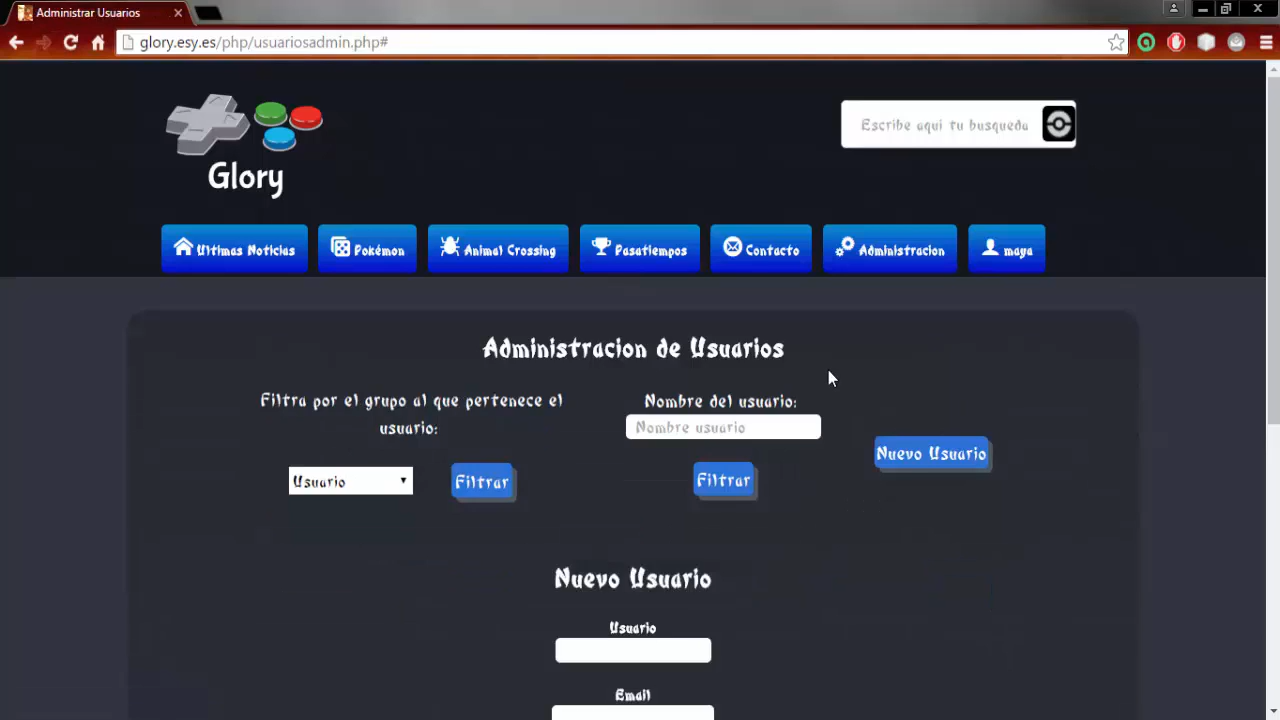 Administrar Usuarios
glory.esy.es/php/usuariosadmin.php#
Glory
Escribe aqui tu busqueda
Ultimas Noticias
Pokémon
Animal Crossing
Pasatiempos
Contacto
Administracion
maya
Administracion de Usuarios
Filtra por el grupo al que pertenece el
usuario:
Usuario
Filtrar
Nombre del usuario:
Nombre usuario
Filtrar
Nuevo Usuario
Nuevo Usuario
Usuario
Email